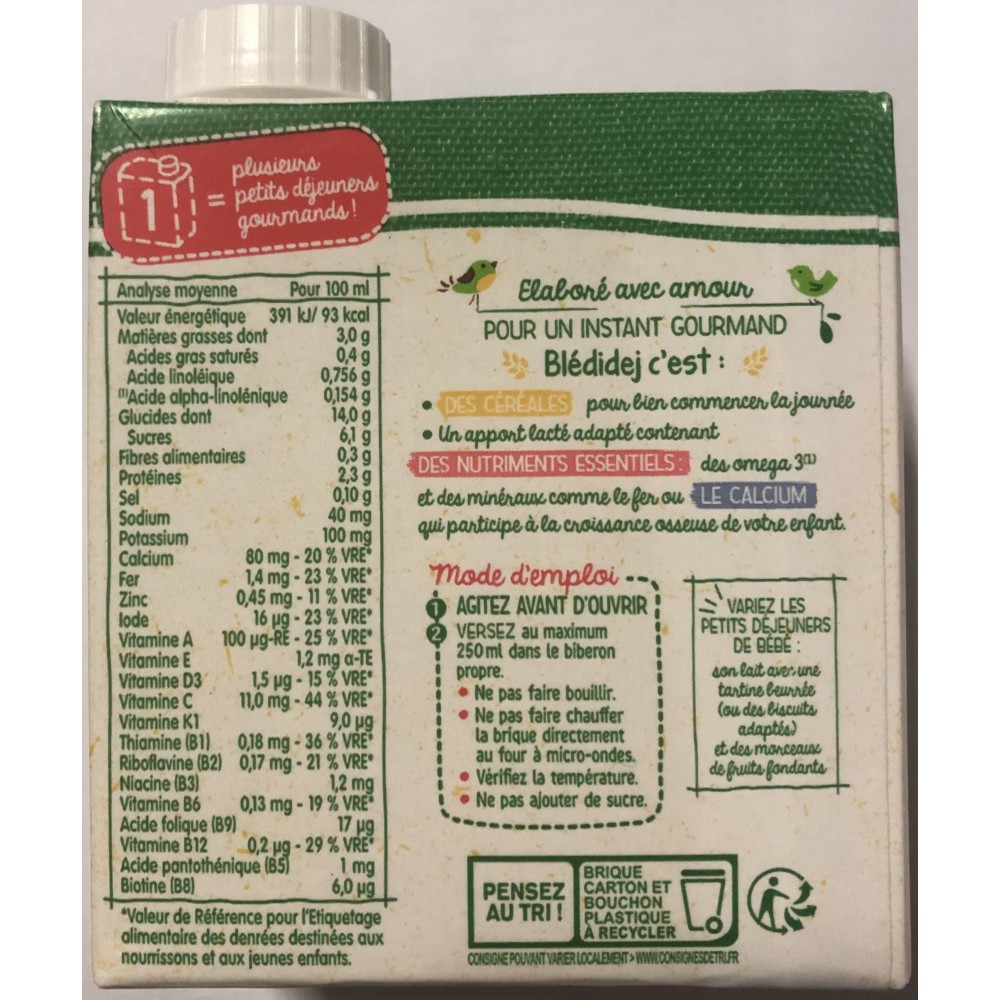 1 = plusieurs
petits déjeuners
gourmands !
Analyse moyenne Pour 100 ml
Valeur énergétique 391 kJ/ 93 kcal
Matières grasses dont 3,0 g
Acides gras saturés 0,4 g
Acide linoléique 0,756 g
(1)Acide alpha-linolénique 0,154 g
Glucides dont 14,0 g
Sucres 6,1 g
Fibres alimentaires 0,3 g
Protéines 2,3 g
Sel 0,10 g
Sodium 40 mg
Potassium 100 mg
Calcium 80 mg - 20 % VRE*
Fer 1,4 mg - 23 % VRE*
Zinc 0,45 mg - 11 % VRE*
Iode 16 µg - 23 % VRE*
Vitamine A 100 µg-RE - 25 % VRE*
Vitamine E 1,2 mg α-TE
Vitamine D3 1,5 µg - 15 % VRE*
Vitamine C 11,0 mg - 44 % VRE*
Vitamine K1 9,0 µg
Thiamine (B1) 0,18 mg - 36 % VRE*
Riboflavine (B2) 0,17 mg - 21 % VRE*
Niacine (B3) 1,2 mg
Vitamine B6 0,13 mg - 19 % VRE*
Acide folique (B9) 17 µg
Vitamine B12 0,2 µg - 29 % VRE*
Acide pantothénique (B5) 1 mg
Biotine (B8) 6,0 µg
*Valeur de Référence pour l'Etiquetage
alimentaire des denrées destinées aux
nourrissons et aux jeunes enfants.
Elaboré avec amour
POUR UN INSTANT GOURMAND
Blédidej c'est :
• DES CÉRÉALES pour bien commencer la journée
• Un apport lacté adapté contenant
DES NUTRIMENTS ESSENTIELS : des omega 3(1)
et des minéraux comme le fer ou LE CALCIUM
qui participe à la croissance osseuse de votre enfant.
Mode d'emploi
1 AGITEZ AVANT D'OUVRIR
2 VERSEZ au maximum
250 ml dans le biberon
propre.
• Ne pas faire bouillir.
• Ne pas faire chauffer
la brique directement
au four à micro-ondes.
• Vérifiez la température.
• Ne pas ajouter de sucre.
VARIEZ LES
PETITS DÉJEUNERS
DE BÉBÉ :
son lait avec une
tartine beurrée
(ou des biscuits
adaptés)
et des morceaux
de fruits fondants
PENSEZ
AU TRI !
BRIQUE
CARTON ET
BOUCHON
PLASTIQUE
À RECYCLER
CONSIGNE POUVANT VARIER LOCALEMENT > WWW.CONSIGNESDETRI.FR